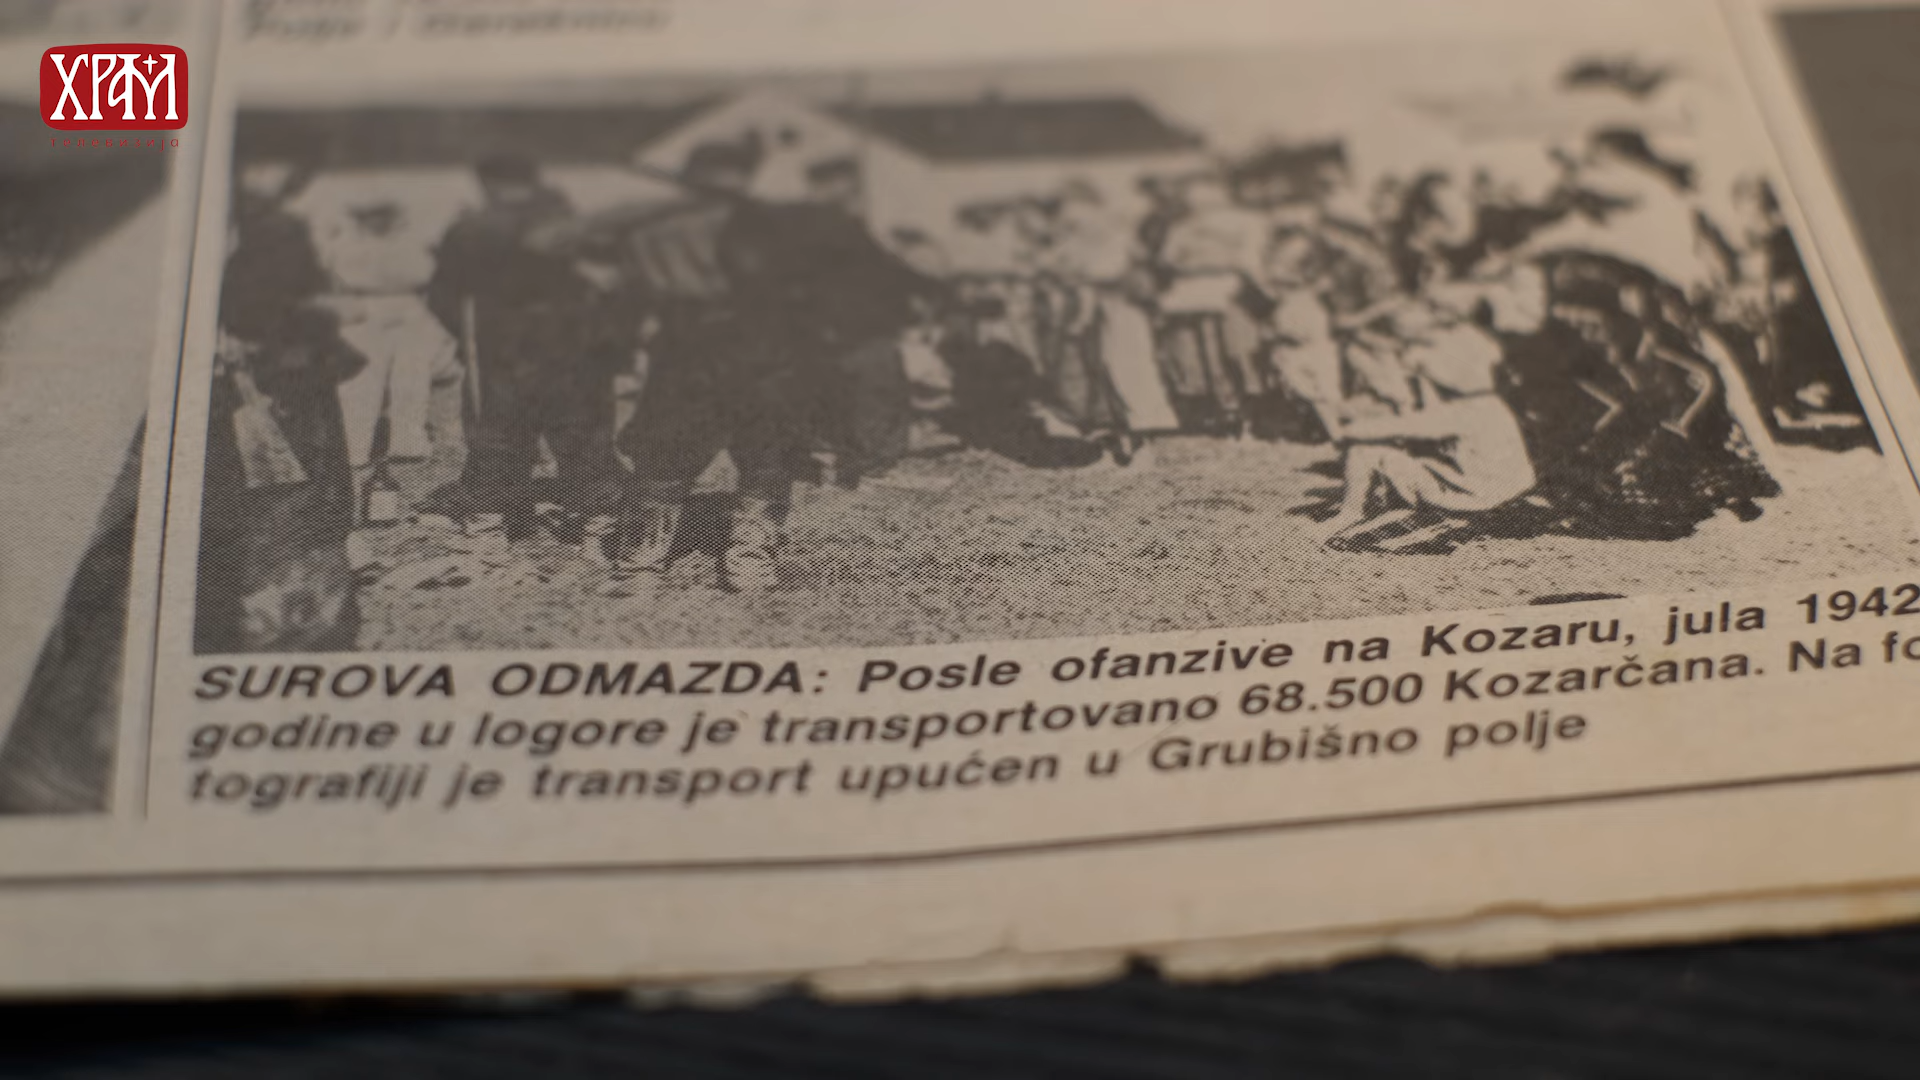 ХРАМ
телевизија
SUROVA ODMAZDA: Posle ofanzive na Kozaru, jula 1942
godine u logore je transportovano 68.500 Kozarčana. Na fo
tografiji je transport upućen u Grubišno polje